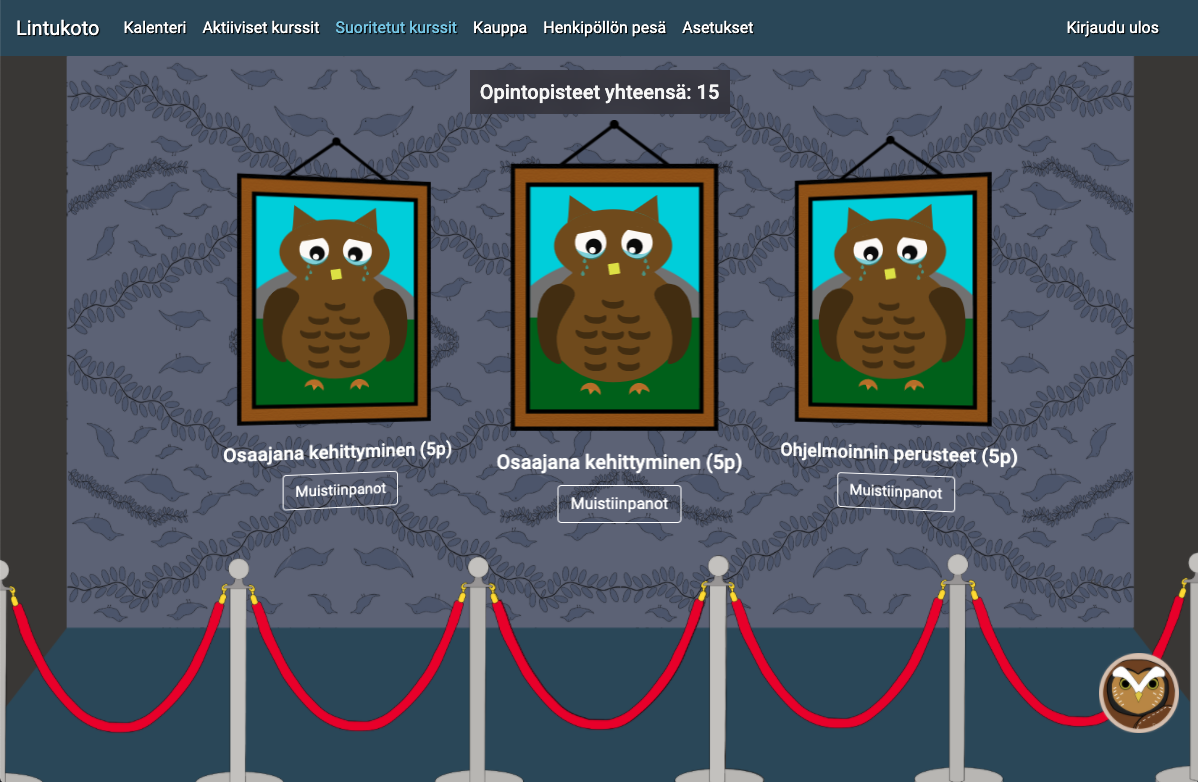 Lintukoto Kalenteri Aktiiviset kurssit Suoritetut kurssit Kauppa Henkipöllön pesä Asetukset Kirjaudu ulos
Opintopisteet yhteensä: 15
Osaajana kehittyminen (5p)
Muistiinpanot
Osaajana kehittyminen (5p)
Muistiinpanot
Ohjelmoinnin perusteet (5p)
Muistiinpanot